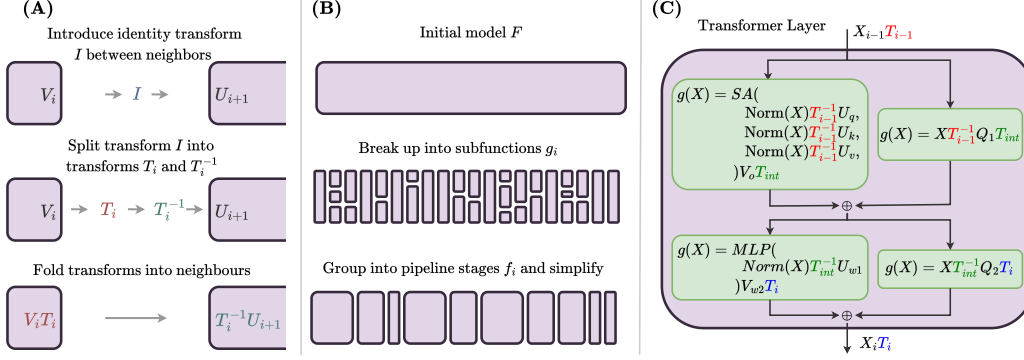 (A)
Introduce identity transform
I between neighbors
V_i
I
U_{i+1}
Split transform I into
transforms T_i and T_i^{-1}
V_i
T_i
T_i^{-1}
U_{i+1}
Fold transforms into neighbours
V_iT_i
T_i^{-1}U_{i+1}
(B)
Initial model F
Break up into subfunctions g_i
Group into pipeline stages f_i and simplify
(C)
Transformer Layer
X_{i-1}T_{i-1}
g(X) = SA(
Norm(X)T_{i-1}^{-1}U_q,
Norm(X)T_{i-1}^{-1}U_k,
Norm(X)T_{i-1}^{-1}U_v,
)V_oT_{int}
g(X) = XT_{i-1}^{-1}Q_1T_{int}
⊕
g(X) = MLP(
Norm(X)T_{int}^{-1}U_{w1}
)V_{w2}T_i
g(X) = XT_{int}^{-1}Q_2T_i
⊕
X_iT_i